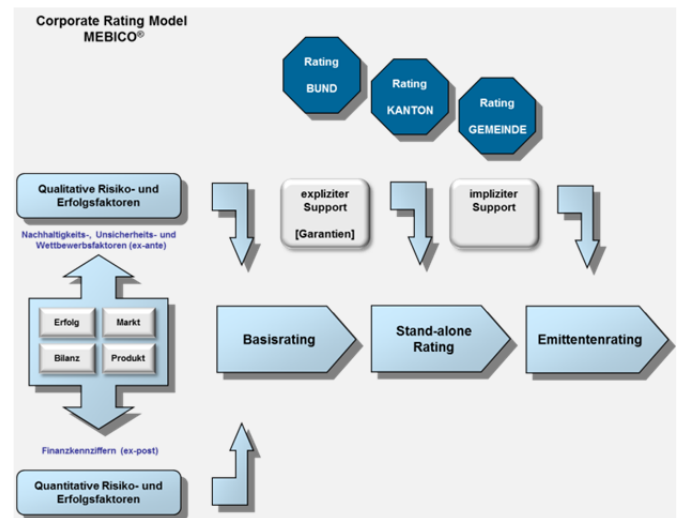 Corporate Rating Model
MEBICO®
Rating
BUND
Rating
KANTON
Rating
GEMEINDE
Qualitative Risiko- und
Erfolgsfaktoren
expliziter
Support
[Garantien]
impliziter
Support
Nachhaltigkeits-, Unsicherheits- und
Wettbewerbsfaktoren (ex-ante)
Erfolg
Markt
Bilanz
Produkt
Basisrating
Stand-alone
Rating
Emittentenrating
Finanzkennziffern (ex-post)
Quantitative Risiko- und
Erfolgsfaktoren